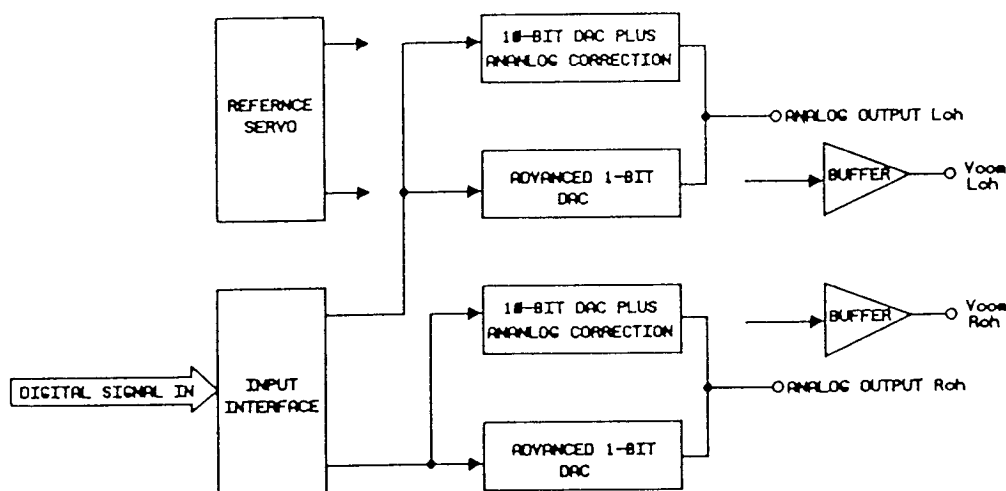 1#-BIT DAC PLUS
ANANLOG CORRECTION
REFERNCE
SERVO
ANALOG OUTPUT Loh
ADVANCED 1-BIT
DAC
BUFFER
Voom
Loh
1#-BIT DAC PLUS
ANANLOG CORRECTION
BUFFER
Voom
Roh
DIGITAL SIGNAL IN
INPUT
INTERFACE
ANALOG OUTPUT Roh
ADVANCED 1-BIT
DAC